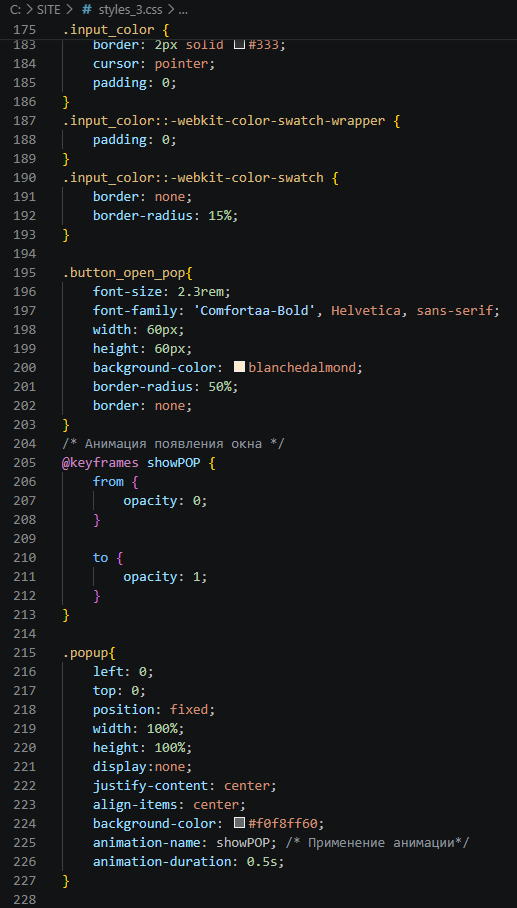 C: > SITE > # styles_3.css > ...
175 .input_color {
183     border: 2px solid #333;
184     cursor: pointer;
185     padding: 0;
186 }
187 .input_color::-webkit-color-swatch-wrapper {
188     padding: 0;
189 }
190 .input_color::-webkit-color-swatch {
191     border: none;
192     border-radius: 15%;
193 }
194
195 .button_open_pop{
196     font-size: 2.3rem;
197     font-family: 'Comfortaa-Bold', Helvetica, sans-serif;
198     width: 60px;
199     height: 60px;
200     background-color: blanchedalmond;
201     border-radius: 50%;
202     border: none;
203 }
204 /* Анимация появления окна */
205 @keyframes showPOP {
206     from {
207         opacity: 0;
208     }
209
210     to {
211         opacity: 1;
212     }
213 }
214
215 .popup{
216     left: 0;
217     top: 0;
218     position: fixed;
219     width: 100%;
220     height: 100%;
221     display:none;
222     justify-content: center;
223     align-items: center;
224     background-color: #f0f8ff60;
225     animation-name: showPOP; /* Применение анимации*/
226     animation-duration: 0.5s;
227 }
228